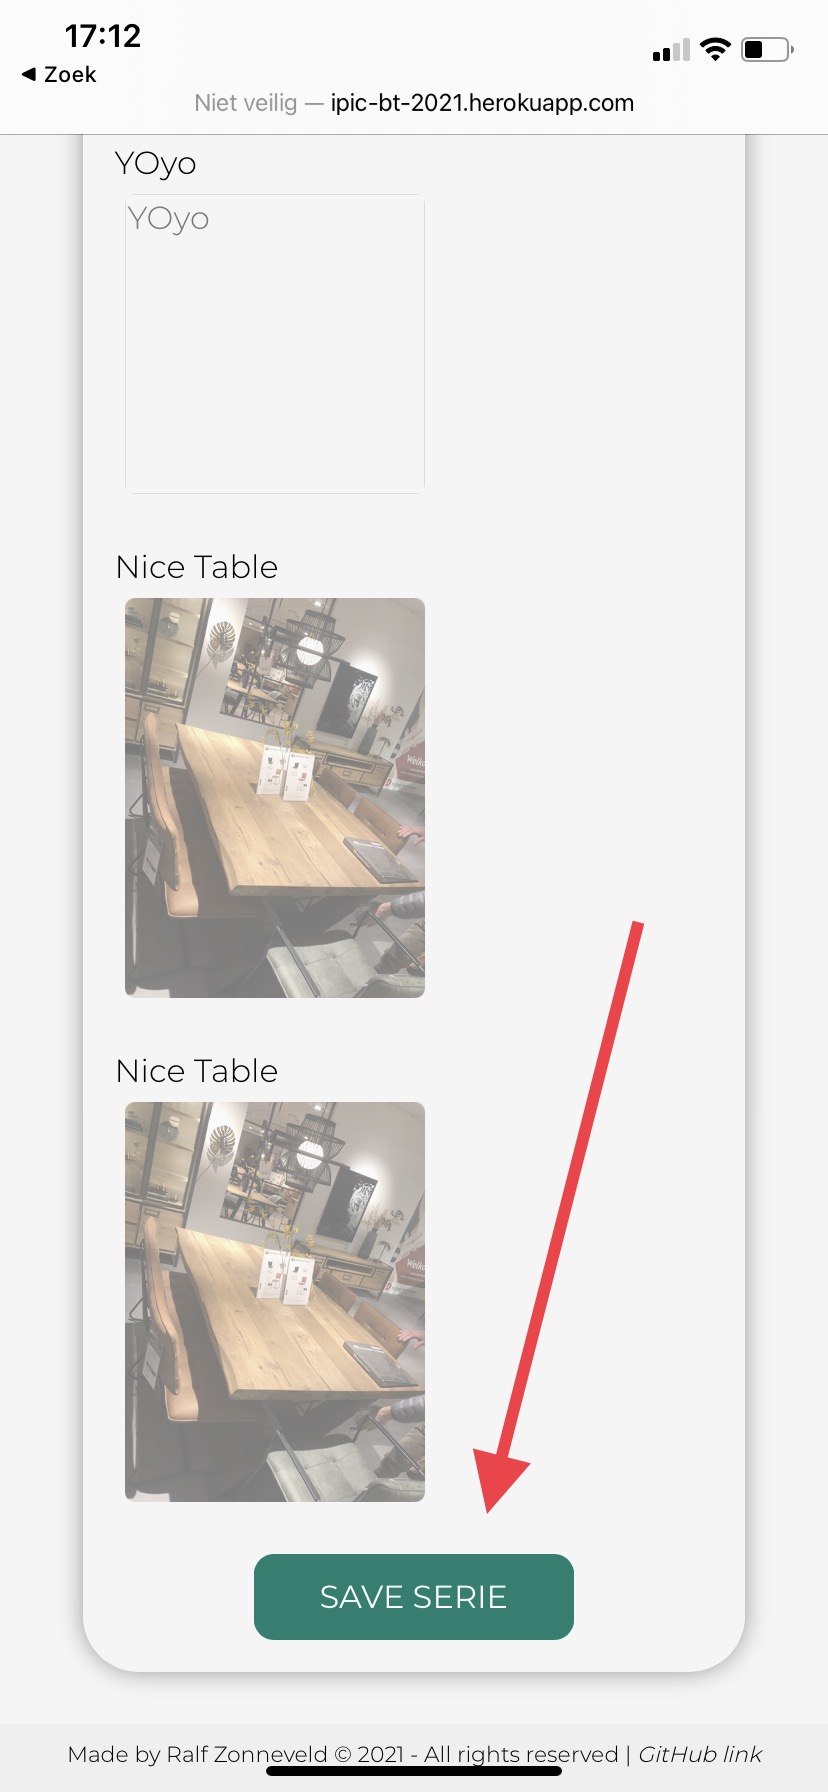 17:12
Zoek
Niet veilig — ipic-bt-2021.herokuapp.com
YOyo
YOyo
Nice Table
Nice Table
SAVE SERIE
Made by Ralf Zonneveld © 2021 - All rights reserved | GitHub link